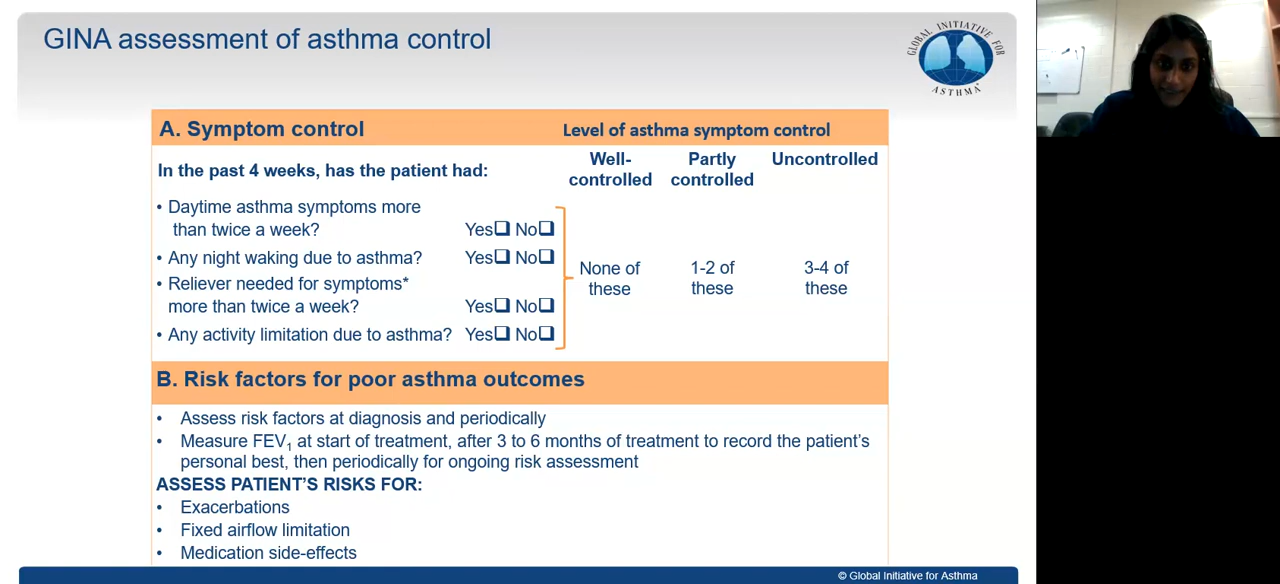 GINA assessment of asthma control
GLOBAL INITIATIVE FOR
ASTHMA
A. Symptom control
Level of asthma symptom control
In the past 4 weeks, has the patient had:
Well-
controlled
Partly
controlled
Uncontrolled
• Daytime asthma symptoms more
than twice a week? Yes❑ No❑
• Any night waking due to asthma? Yes❑ No❑
• Reliever needed for symptoms*
more than twice a week? Yes❑ No❑
• Any activity limitation due to asthma? Yes❑ No❑
None of
these
1-2 of
these
3-4 of
these
B. Risk factors for poor asthma outcomes
• Assess risk factors at diagnosis and periodically
• Measure FEV₁ at start of treatment, after 3 to 6 months of treatment to record the patient's
personal best, then periodically for ongoing risk assessment
ASSESS PATIENT'S RISKS FOR:
• Exacerbations
• Fixed airflow limitation
• Medication side-effects
© Global Initiative for Asthma